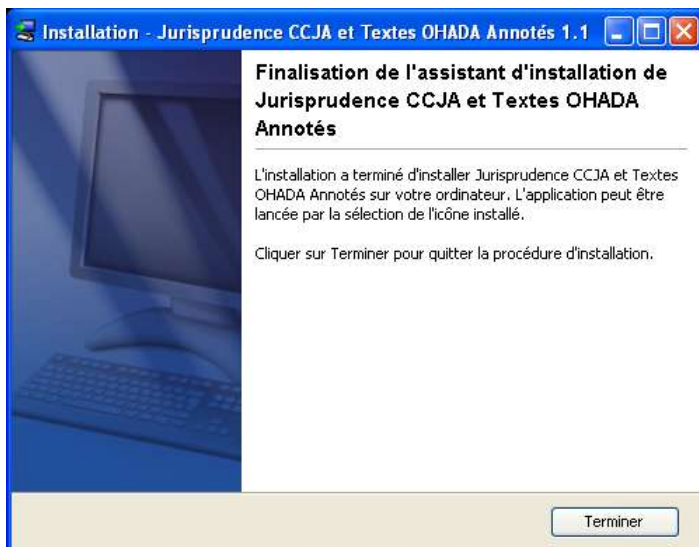 Installation - Jurisprudence CCJA et Textes OHADA Annotés 1.1
Finalisation de l'assistant d'installation de
Jurisprudence CCJA et Textes OHADA
Annotés
L'installation a terminé d'installer Jurisprudence CCJA et Textes
OHADA Annotés sur votre ordinateur. L'application peut être
lancée par la sélection de l'icône installé.
Cliquer sur Terminer pour quitter la procédure d'installation.
Terminer